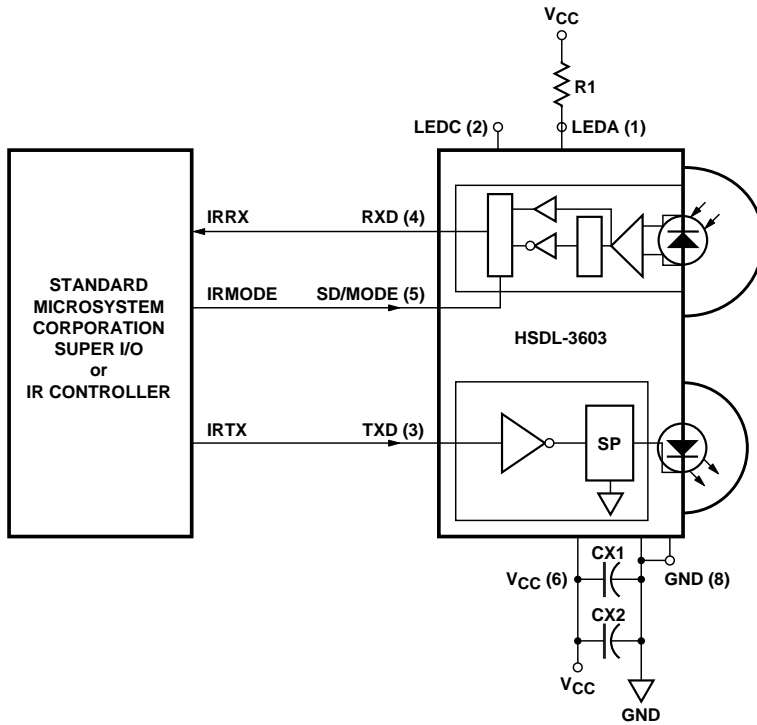 VCC
R1
LEDC (2)
LEDA (1)
IRRX
RXD (4)
STANDARD
MICROSYSTEM
CORPORATION
SUPER I/O
or
IR CONTROLLER
IRMODE
SD/MODE (5)
HSDL-3603
IRTX
TXD (3)
SP
CX1
VCC (6)
GND (8)
CX2
VCC
GND